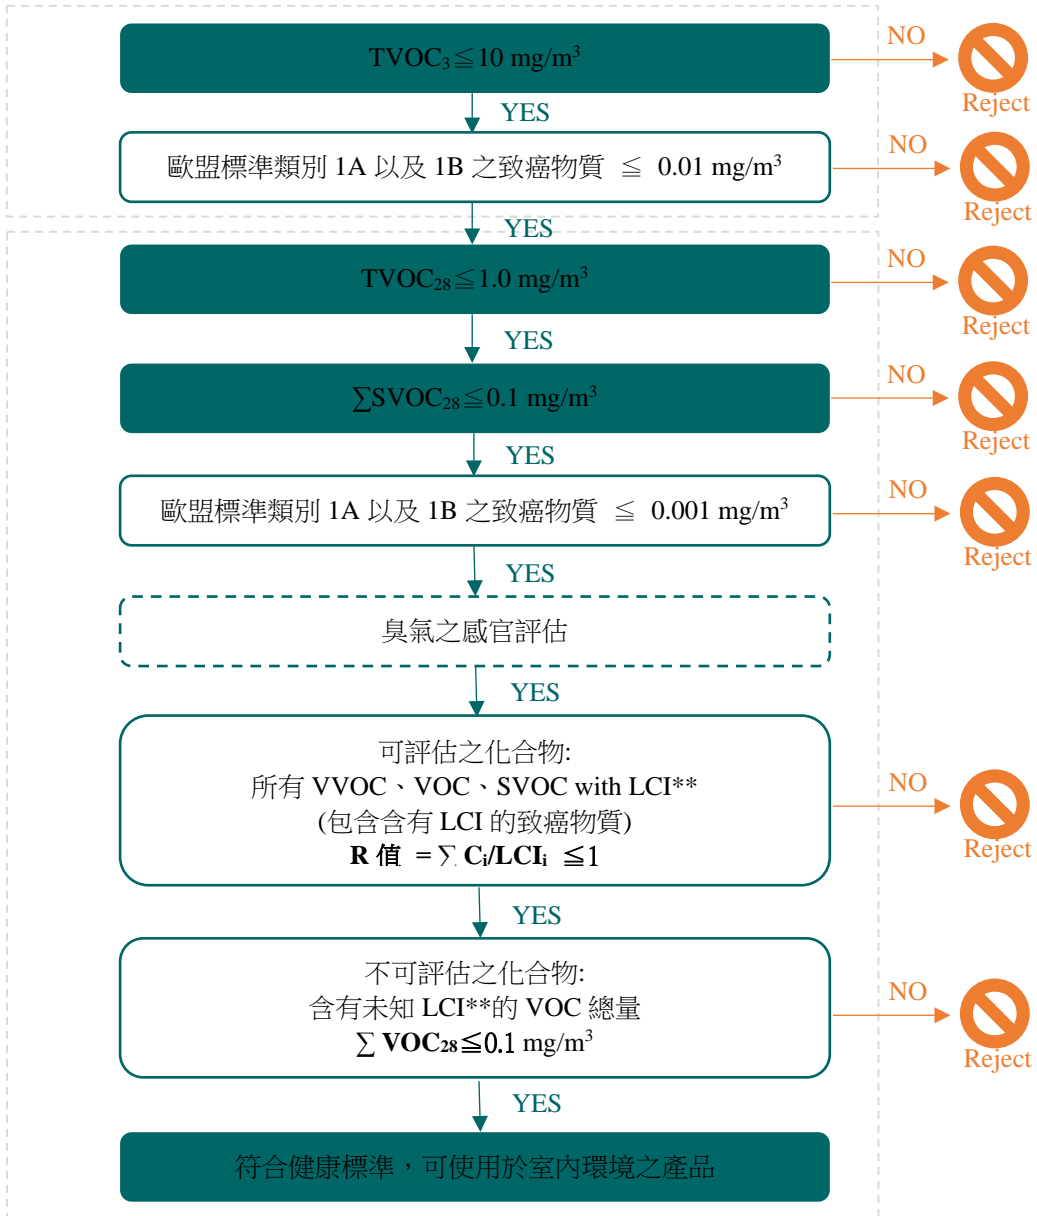 TVOC₃≦10 mg/m³
NO
Reject
YES
歐盟標準類別 1A 以及 1B 之致癌物質 ≦ 0.01 mg/m³
NO
Reject
YES
TVOC₂₈≦1.0 mg/m³
NO
Reject
YES
∑SVOC₂₈≦0.1 mg/m³
NO
Reject
YES
歐盟標準類別 1A 以及 1B 之致癌物質 ≦ 0.001 mg/m³
NO
Reject
YES
臭氣之感官評估
YES
可評估之化合物:
所有 VVOC、VOC、SVOC with LCI**
(包含含有 LCI 的致癌物質)
R 值 = ∑ Cᵢ/LCIᵢ ≦1
NO
Reject
YES
不可評估之化合物:
含有未知 LCI**的 VOC 總量
∑ VOC₂₈≦0.1 mg/m³
NO
Reject
YES
符合健康標準，可使用於室內環境之產品